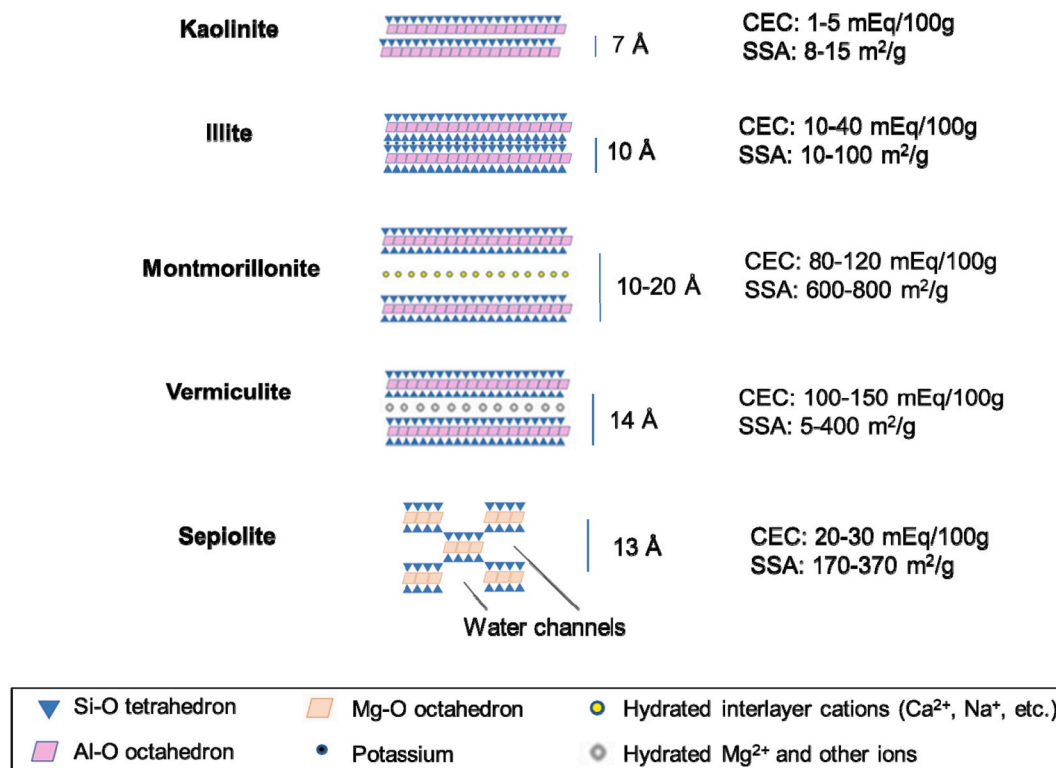 Kaolinite
7 Å
CEC: 1-5 mEq/100g
SSA: 8-15 m²/g
Illite
10 Å
CEC: 10-40 mEq/100g
SSA: 10-100 m²/g
Montmorillonite
10-20 Å
CEC: 80-120 mEq/100g
SSA: 600-800 m²/g
Vermiculite
14 Å
CEC: 100-150 mEq/100g
SSA: 5-400 m²/g
Sepiolite
13 Å
CEC: 20-30 mEq/100g
SSA: 170-370 m²/g
Water channels
Si-O tetrahedron
Mg-O octahedron
Hydrated interlayer cations (Ca²⁺, Na⁺, etc.)
Al-O octahedron
Potassium
Hydrated Mg²⁺ and other ions